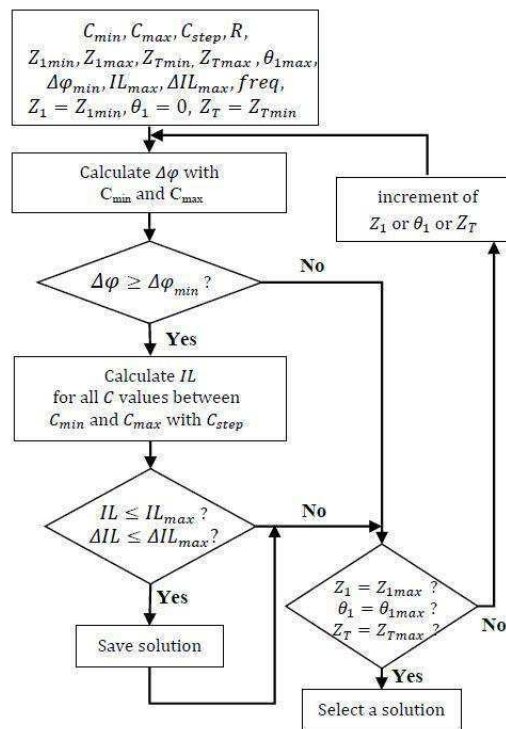 C_min, C_max, C_step, R,
Z_1min, Z_1max, Z_Tmin, Z_Tmax, θ_1max,
Δφ_min, IL_max, ΔIL_max, freq,
Z_1 = Z_1min, θ_1 = 0, Z_T = Z_Tmin
Calculate Δφ with
C_min and C_max
increment of
Z_1 or θ_1 or Z_T
Δφ ≥ Δφ_min ?
No
Yes
Calculate IL
for all C values between
C_min and C_max with C_step
IL ≤ IL_max ?
ΔIL ≤ ΔIL_max ?
No
Yes
Z_1 = Z_1max ?
θ_1 = θ_1max ?
Z_T = Z_Tmax ?
No
Save solution
Yes
Select a solution